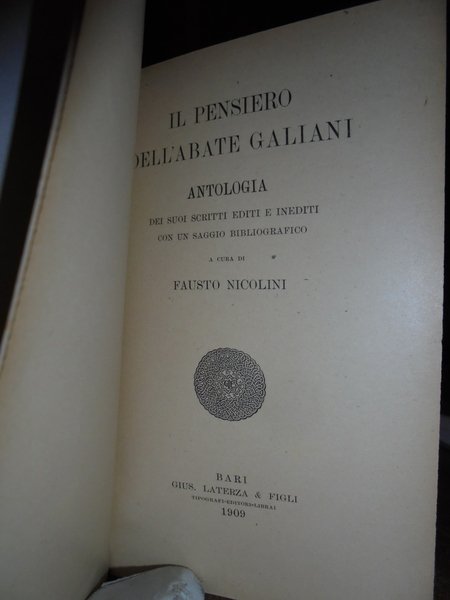 IL PENSIERO
DELL'ABATE GALIANI
ANTOLOGIA
DEI SUOI SCRITTI EDITI E INEDITI
CON UN SAGGIO BIBLIOGRAFICO
A CURA DI
FAUSTO NICOLINI
BARI
GIUS. LATERZA & FIGLI
TIPOGRAFI-EDITORI-LIBRAI
1909